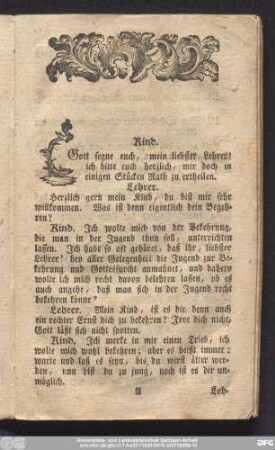 Kind.
Gott segne euch, mein liebster Lehrer!
ich bitte euch herzlich, mir doch in
einigen Stücken Rath zu ertheilen.
Lehrer.
Herzlich gern mein Kind, du bist mir sehr
willkommen. Was ist denn eigentlich dein Begeh-
ren?
Kind. Ich wolte mich von der Bekehrung,
die man in der Jugend thun soll, unterrichten
lassen. Ich habs so oft gehöret, daß ihr, liebster
Lehrer! bey aller Gelegenheit die Jugend zur Be-
kehrung und Gottesfurcht anmahnet, und dahero
wolte ich mich recht davon belehren lassen, ob es
auch angehe, daß man sich in der Jugend recht
bekehren könne?
Lehrer. Mein Kind, ist es dir denn auch
ein rechter Ernst dich zu bekehren? Irre dich nicht,
Gott läßt sich nicht spotten.
Kind. Ich merke in mir einen Trieb, ich
wolte mich wohl bekehren; aber es heißt immer:
warte und laß es seyn, bis du wirst älter wer-
den, nun bist du zu jung, noch ist es der un-
möglich.
A Leh-